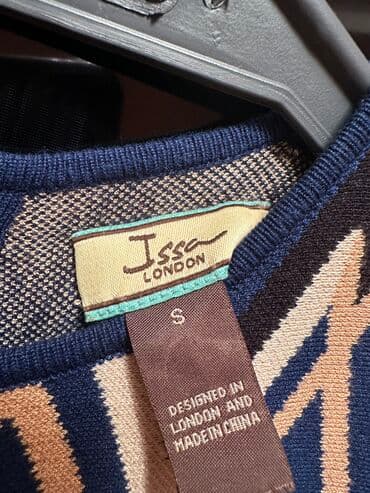 Issa
LONDON
S
DESIGNED IN
LONDON AND
MADE IN CHINA